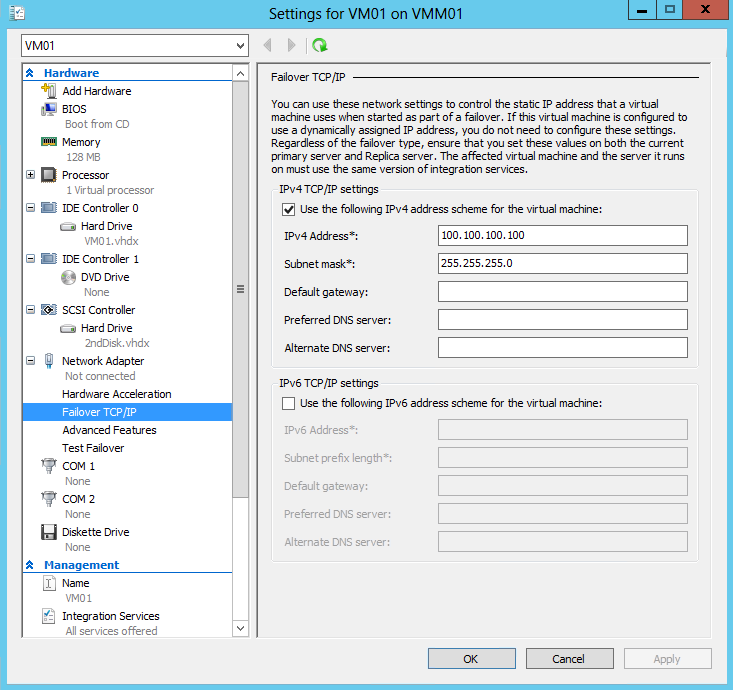 Settings for VM01 on VMM01
VM01
Hardware
Add Hardware
BIOS
Boot from CD
Memory
128 MB
Processor
1 Virtual processor
IDE Controller 0
Hard Drive
VM01.vhdx
IDE Controller 1
DVD Drive
None
SCSI Controller
Hard Drive
2ndDisk.vhdx
Network Adapter
Not connected
Hardware Acceleration
Failover TCP/IP
Advanced Features
Test Failover
COM 1
None
COM 2
None
Diskette Drive
None
Management
Name
VM01
Integration Services
All services offered
Failover TCP/IP
You can use these network settings to control the static IP address that a virtual
machine uses when started as part of a failover. If this virtual machine is configured to
use a dynamically assigned IP address, you do not need to configure these settings.
Regardless of the failover type, ensure that you set these values on both the current
primary server and Replica server. The affected virtual machine and the server it runs
on must use the same version of integration services.
IPv4 TCP/IP settings
Use the following IPv4 address scheme for the virtual machine:
IPv4 Address*: 100.100.100.100
Subnet mask*: 255.255.255.0
Default gateway:
Preferred DNS server:
Alternate DNS server:
IPv6 TCP/IP settings
Use the following IPv6 address scheme for the virtual machine:
IPv6 Address*:
Subnet prefix length*:
Default gateway:
Preferred DNS server:
Alternate DNS server:
OK Cancel Apply